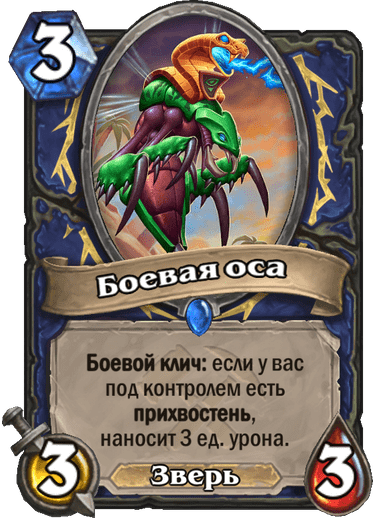 3
Боевая оса
Боевой клич: если у вас
под контролем есть
прихвостень,
наносит 3 ед. урона.
3
Зверь
3